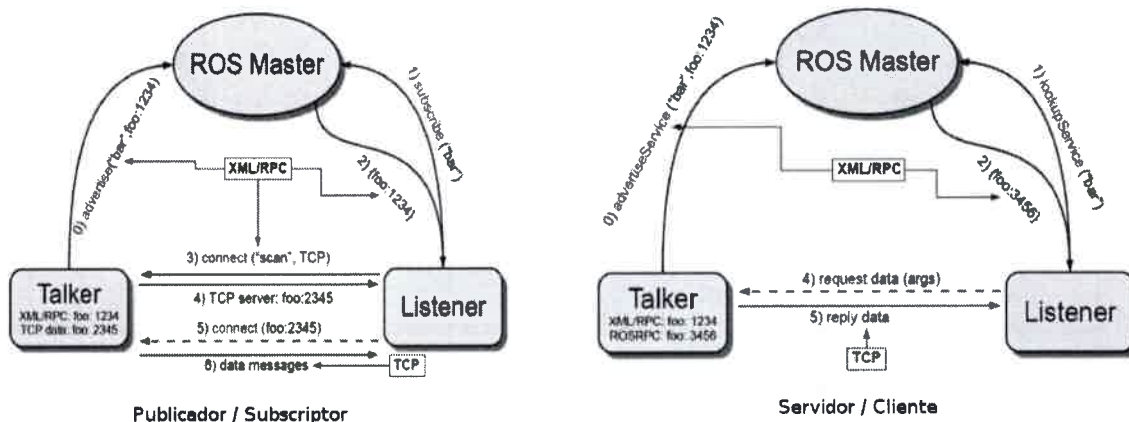 ROS Master
0) advertise("bar",foo:1234)
1) subscribe ("bar")
2) {foo:1234}
XML/RPC
3) connect ("scan", TCP)
4) TCP server: foo:2345
5) connect (foo:2345)
6) data messages
TCP
Talker
XML/RPC: foo: 1234
TCP data: foo: 2345
Listener
Publicador / Subscriptor
ROS Master
0) advertiseService ("bar",foo:1234)
1) lookupService ("bar")
2) {foo:3456}
XML/RPC
4) request data (args)
5) reply data
TCP
Talker
XML/RPC: foo: 1234
ROSRPC: foo: 3456
Listener
Servidor / Cliente